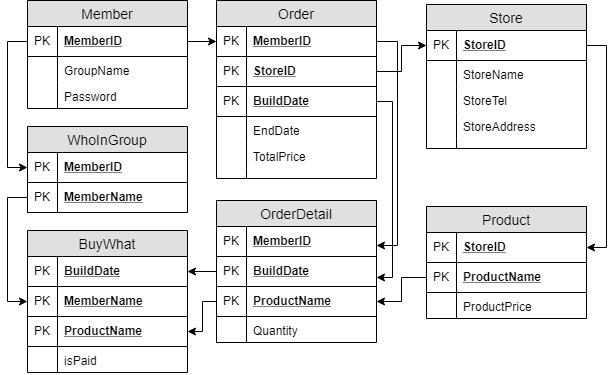 Member
PK MemberID
GroupName
Password
Order
PK MemberID
PK StoreID
PK BuildDate
EndDate
TotalPrice
Store
PK StoreID
StoreName
StoreTel
StoreAddress
WhoInGroup
PK MemberID
PK MemberName
BuyWhat
PK BuildDate
PK MemberName
PK ProductName
isPaid
OrderDetail
PK MemberID
PK BuildDate
PK ProductName
Quantity
Product
PK StoreID
PK ProductName
ProductPrice